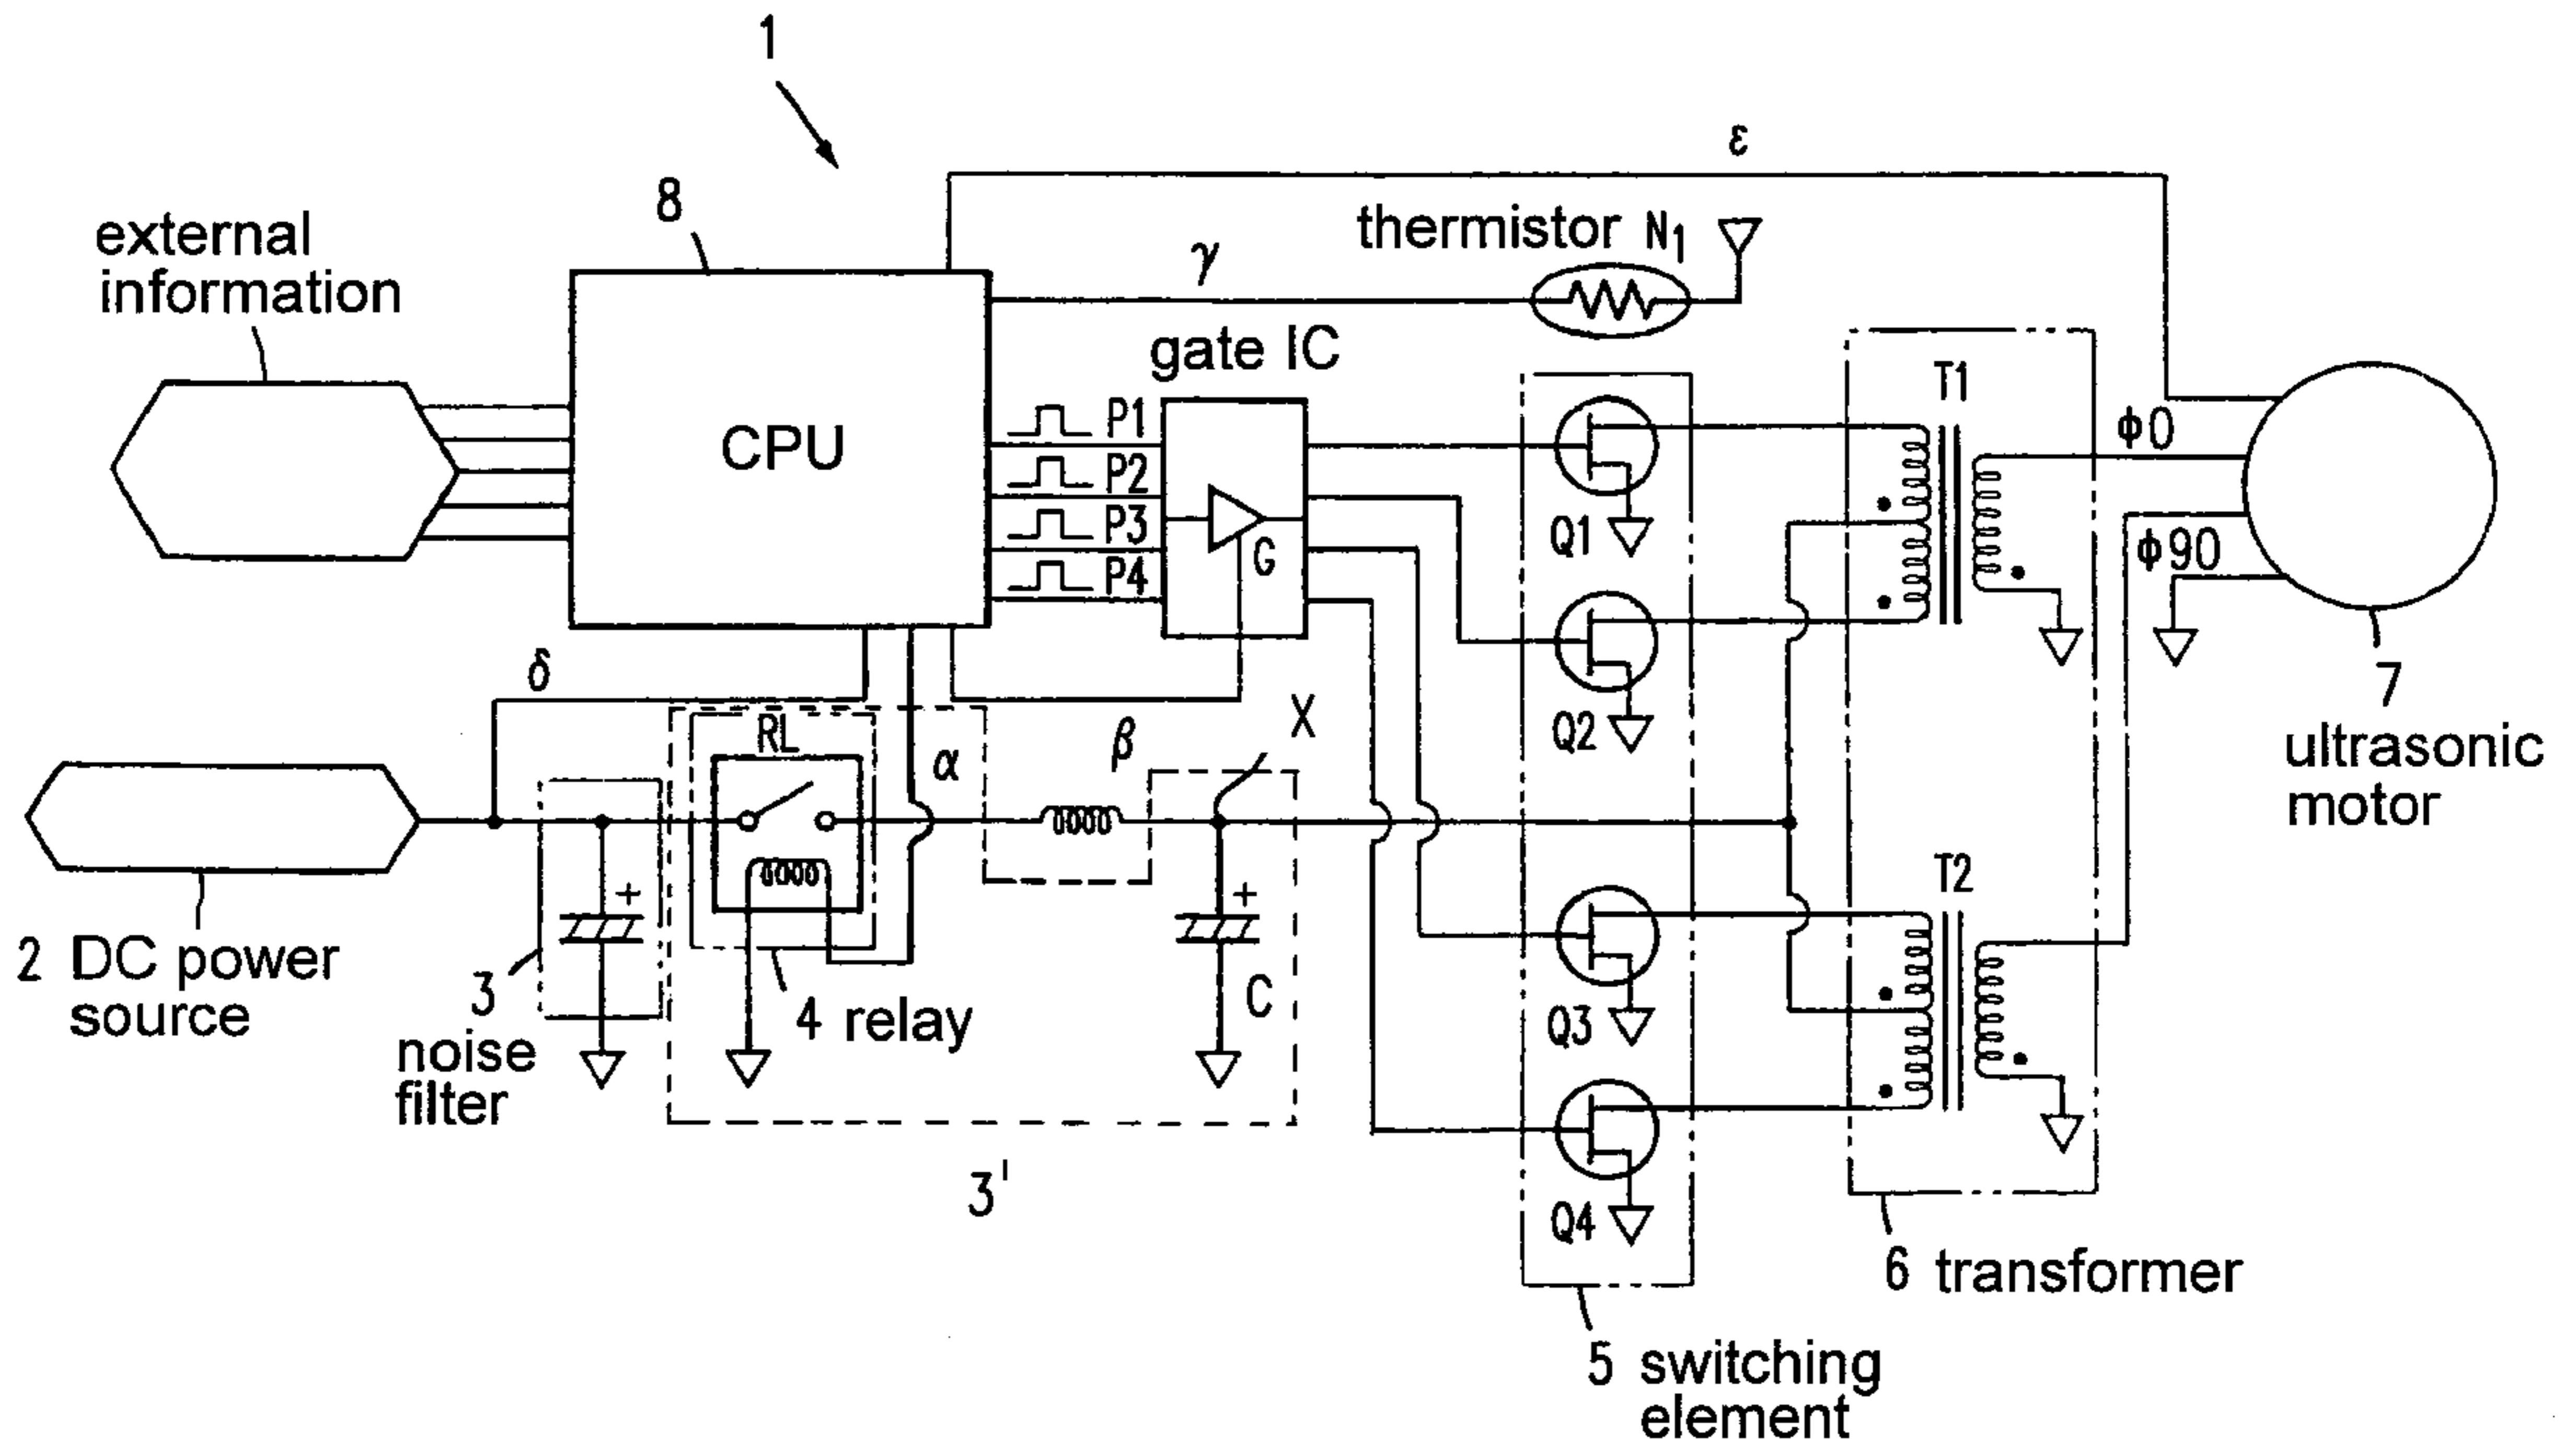 1
ε
8
external
information
γ
thermistor N1
gate IC
CPU
P1
P2
P3
P4
G
T1
ϕ0
ϕ90
Q1
Q2
δ
RL
α
β
X
7
ultrasonic
motor
+
+
T2
2 DC power
source
3
noise
filter
4 relay
C
Q3
3'
Q4
6 transformer
5 switching
element